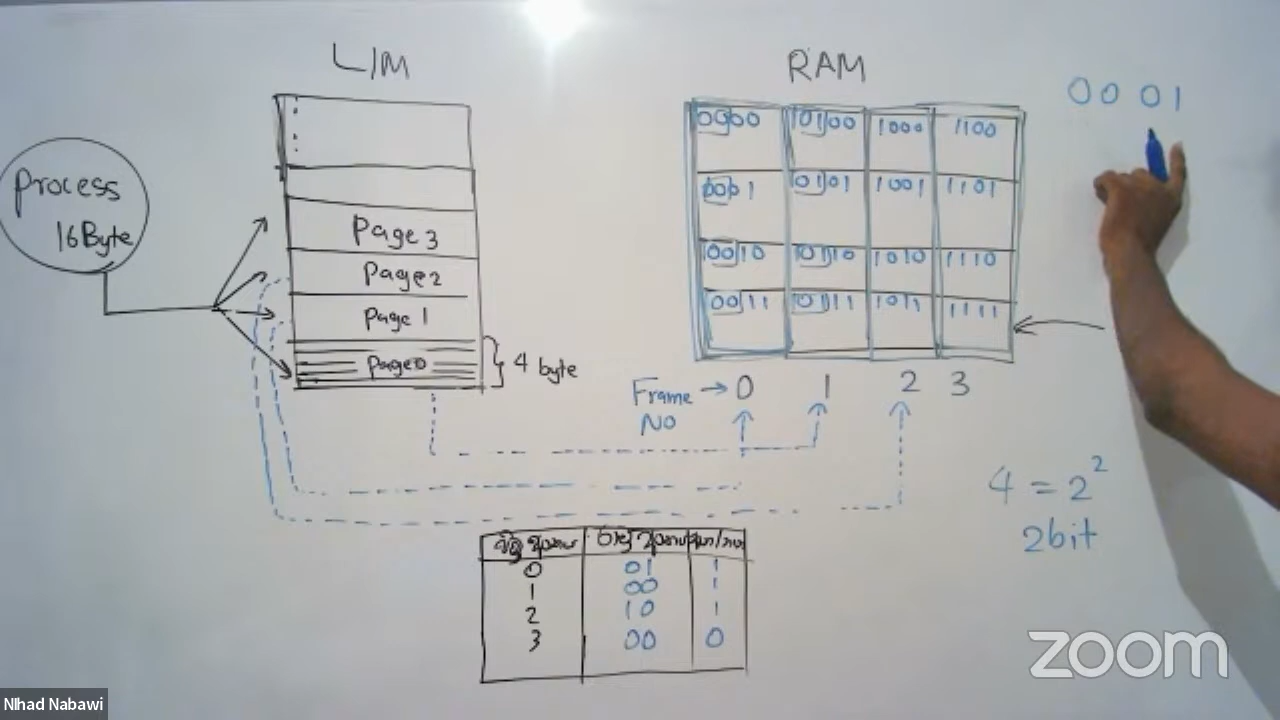 LIM
RAM
0001
process
16Byte
page 3
page 2
page 1
page 0
4 byte
0000 0100 1000 1100
0001 0101 1001 1101
0010 0110 1010 1110
0011 0111 1011 1111
Frame → 0 1 2 3
NO
4 = 2²
2bit
0 01 1
1 00 1
2 10 1
3 00 0
zoom
NIhad Nabawi